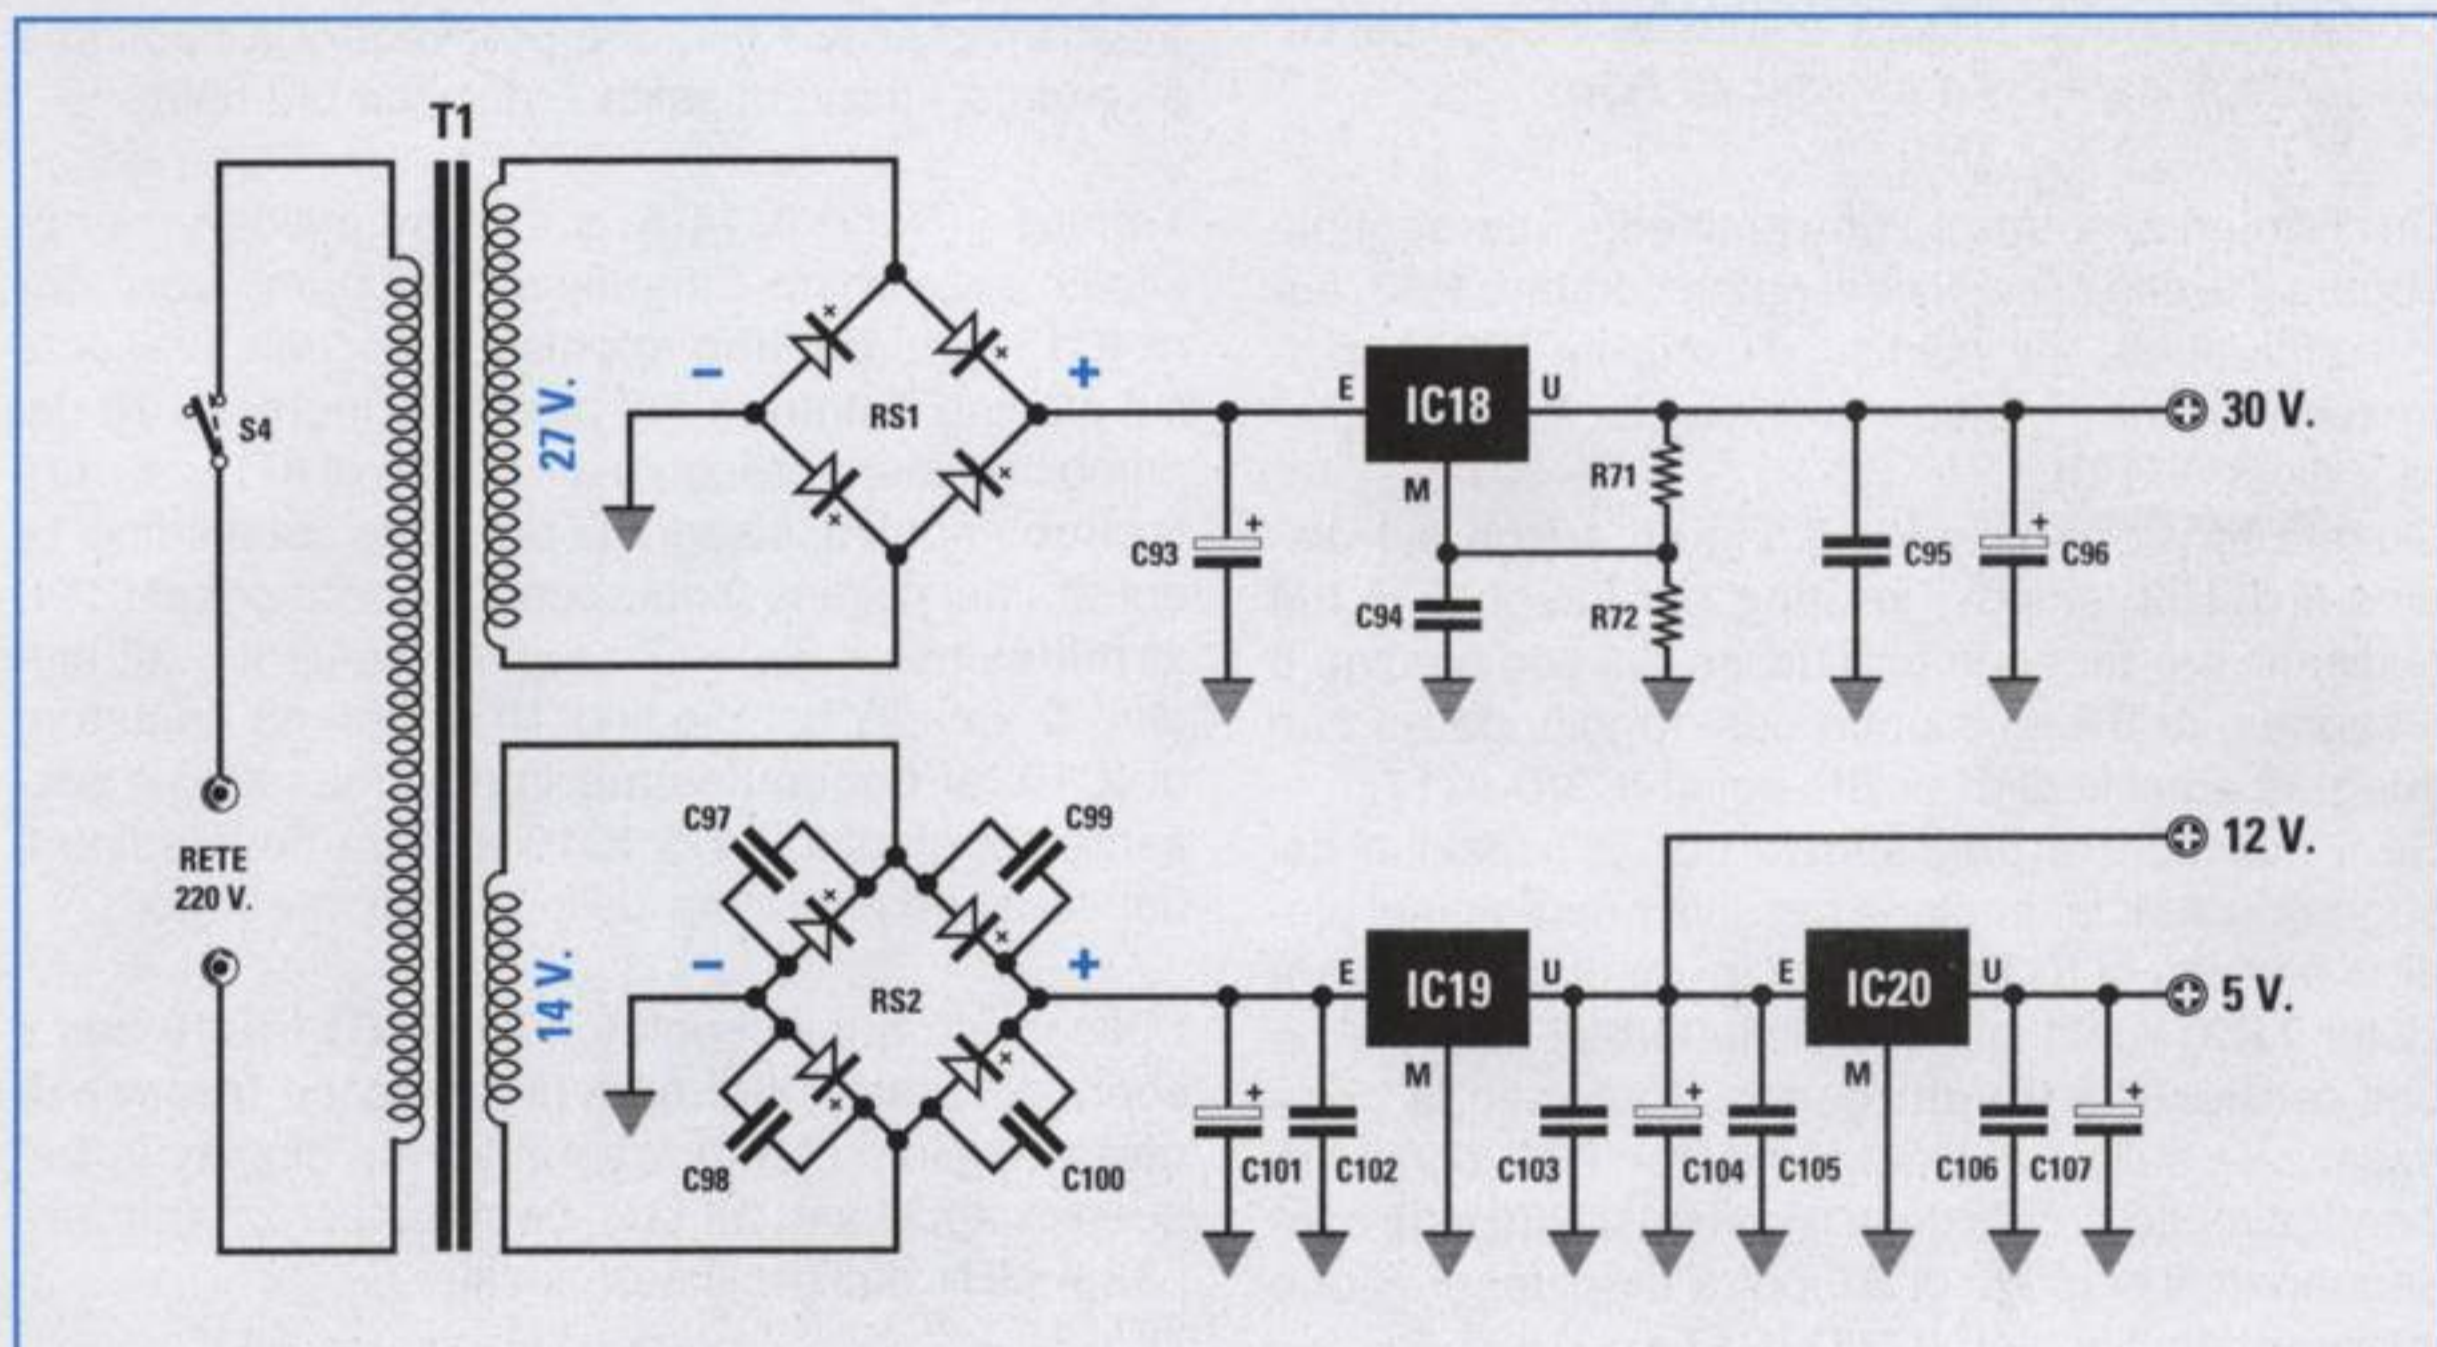 T1
S4
RETE
220 V.
27 V.
−
+
RS1
E
IC18
U
M
C93
+
C94
R71
R72
C95
+
C96
30 V.
14 V.
C97
C99
−
+
RS2
C98
C100
E
IC19
U
M
+
C101
C102
C103
+
C104
C105
12 V.
E
IC20
U
M
C106
+
C107
5 V.